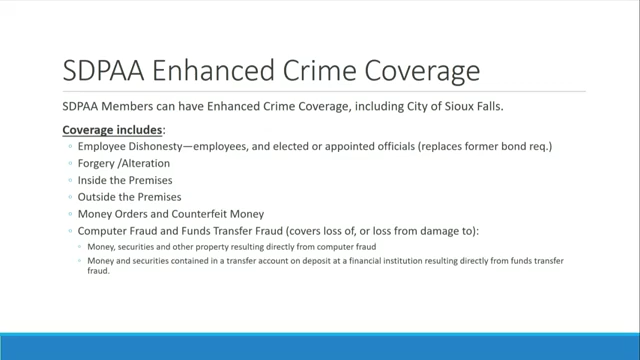 SDPAA Enhanced Crime Coverage
SDPAA Members can have Enhanced Crime Coverage, including City of Sioux Falls.
Coverage includes:
Employee Dishonesty—employees, and elected or appointed officials (replaces former bond req.)
Forgery /Alteration
Inside the Premises
Outside the Premises
Money Orders and Counterfeit Money
Computer Fraud and Funds Transfer Fraud (covers loss of, or loss from damage to):
Money, securities and other property resulting directly from computer fraud
Money and securities contained in a transfer account on deposit at a financial institution resulting directly from funds transfer
fraud.